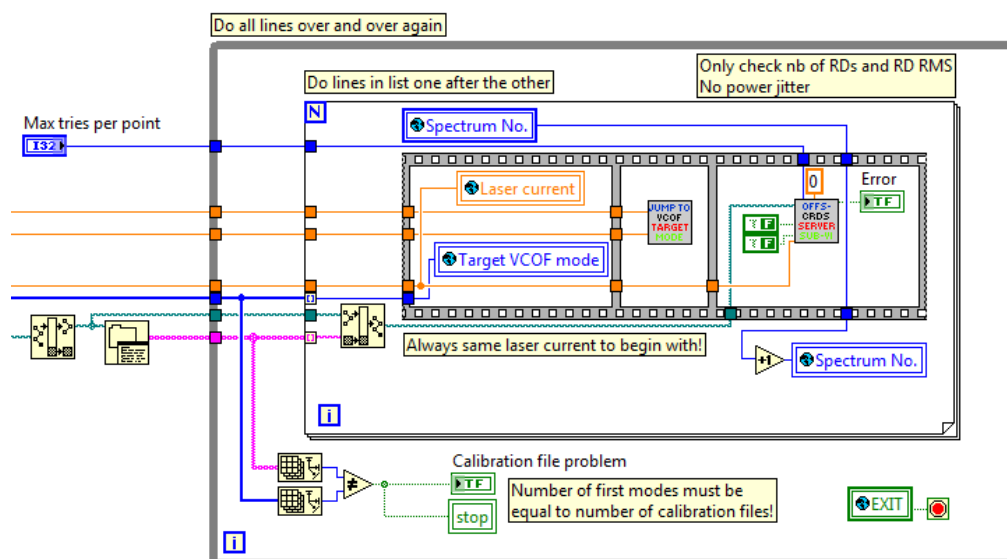 Do all lines over and over again
Only check nb of RDs and RD RMS
No power jitter
Do lines in list one after the other
N
Max tries per point
I32
Spectrum No.
Laser current
0
Error
TF
JUMP TO
VCOF
TARGET
MODE
OFFS-
CRDS
SERVER
SUB-VI
? F
? F
Target VCOF mode
Always same laser current to begin with!
+1
Spectrum No.
i
Calibration file problem
TF
Number of first modes must be
equal to number of calibration files!
stop
EXIT
i